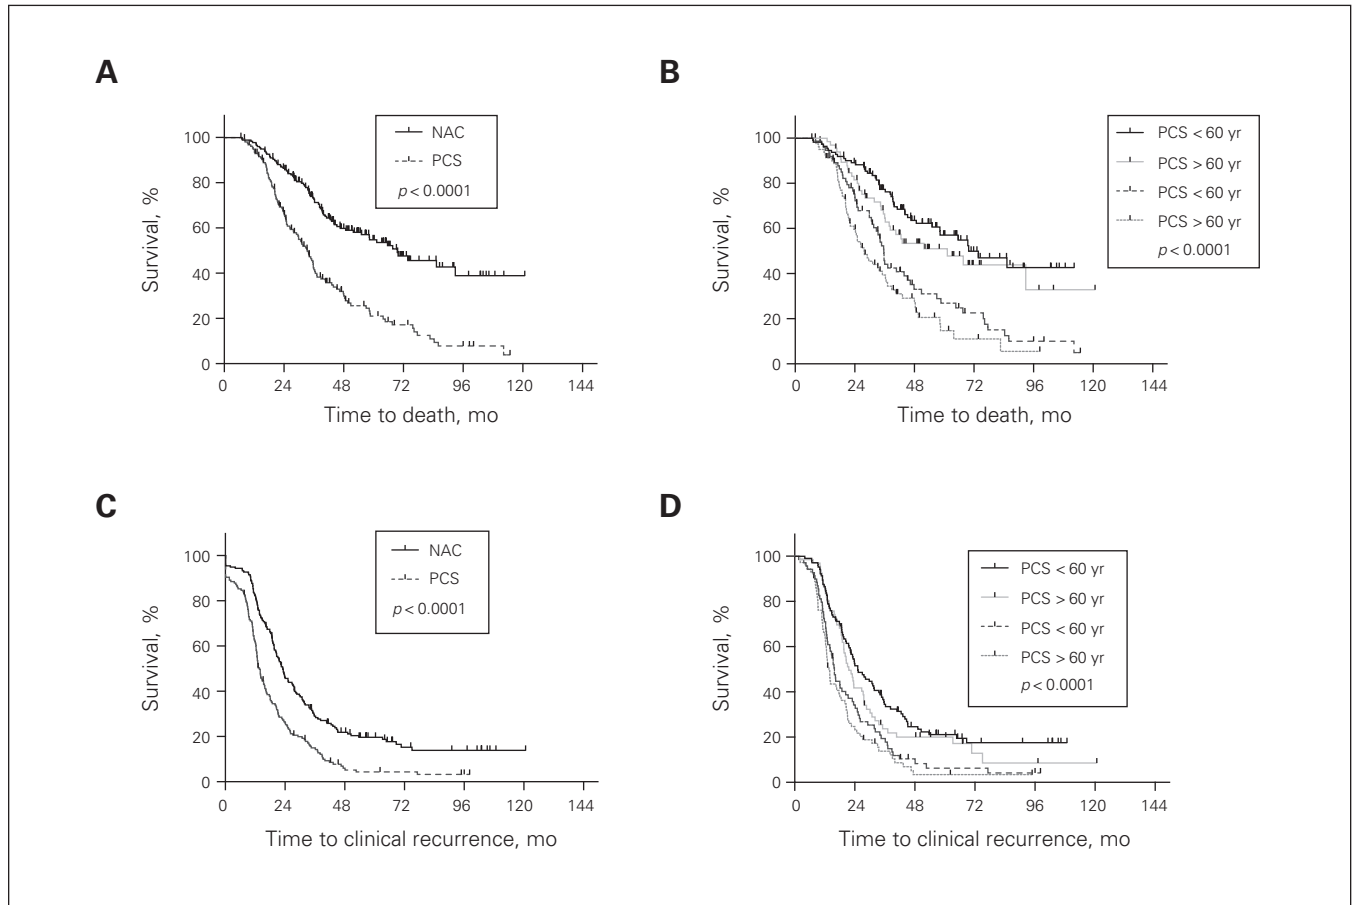 A
NAC
PCS
p < 0.0001
100
80
60
40
20
0
Survival, %
0 24 48 72 96 120 144
Time to death, mo
B
PCS < 60 yr
PCS > 60 yr
PCS < 60 yr
PCS > 60 yr
p < 0.0001
100
80
60
40
20
0
Survival, %
0 24 48 72 96 120 144
Time to death, mo
C
NAC
PCS
p < 0.0001
100
80
60
40
20
0
Survival, %
0 24 48 72 96 120 144
Time to clinical recurrence, mo
D
PCS < 60 yr
PCS > 60 yr
PCS < 60 yr
PCS > 60 yr
p < 0.0001
100
80
60
40
20
0
Survival, %
0 24 48 72 96 120 144
Time to clinical recurrence, mo